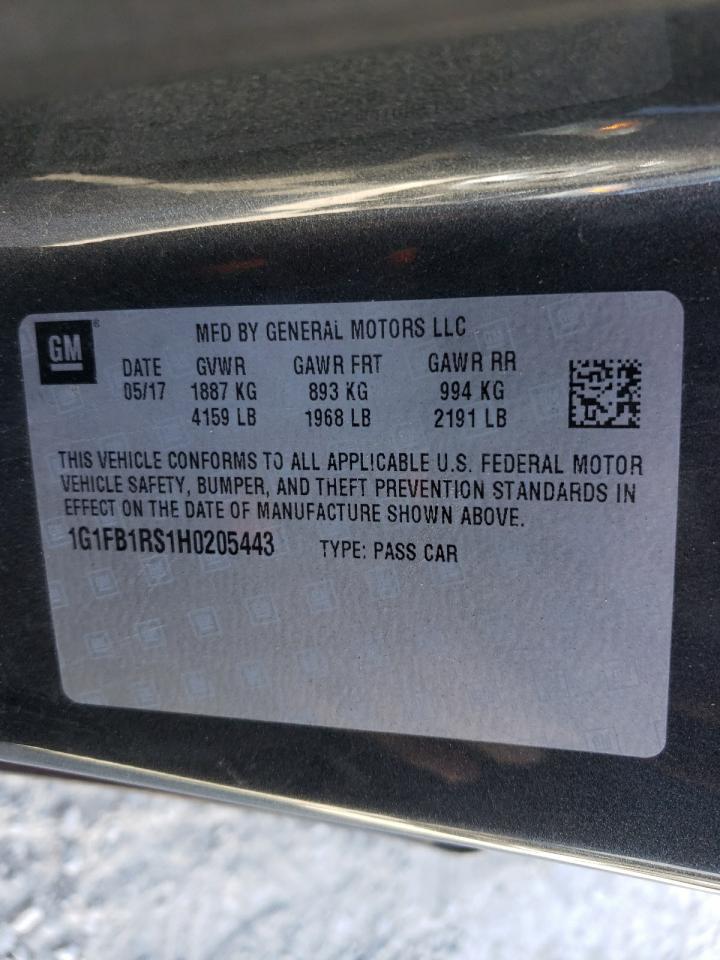 GM ®
MFD BY GENERAL MOTORS LLC
DATE GVWR GAWR FRT GAWR RR
05/17 1887 KG 893 KG 994 KG
4159 LB 1968 LB 2191 LB
THIS VEHICLE CONFORMS TO ALL APPLICABLE U.S. FEDERAL MOTOR
VEHICLE SAFETY, BUMPER, AND THEFT PREVENTION STANDARDS IN
EFFECT ON THE DATE OF MANUFACTURE SHOWN ABOVE.
1G1FB1RS1H0205443 TYPE: PASS CAR